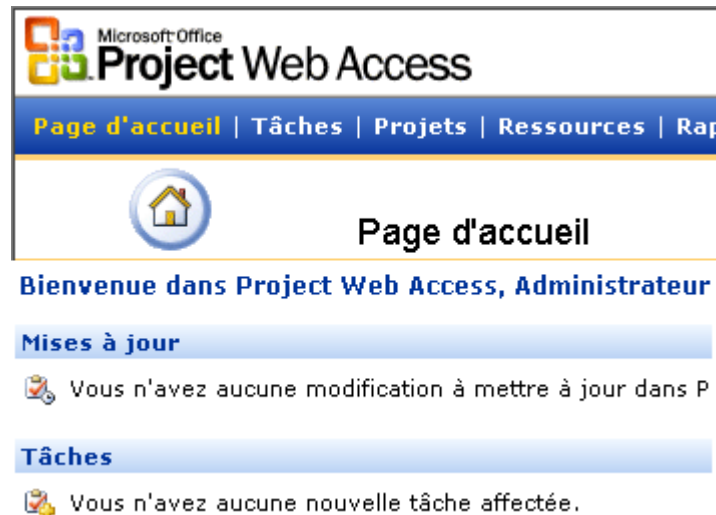 Microsoft Office
Project Web Access
Page d'accueil | Tâches | Projets | Ressources | Rap
Page d'accueil
Bienvenue dans Project Web Access, Administrateur
Mises à jour
Vous n'avez aucune modification à mettre à jour dans P
Tâches
Vous n'avez aucune nouvelle tâche affectée.